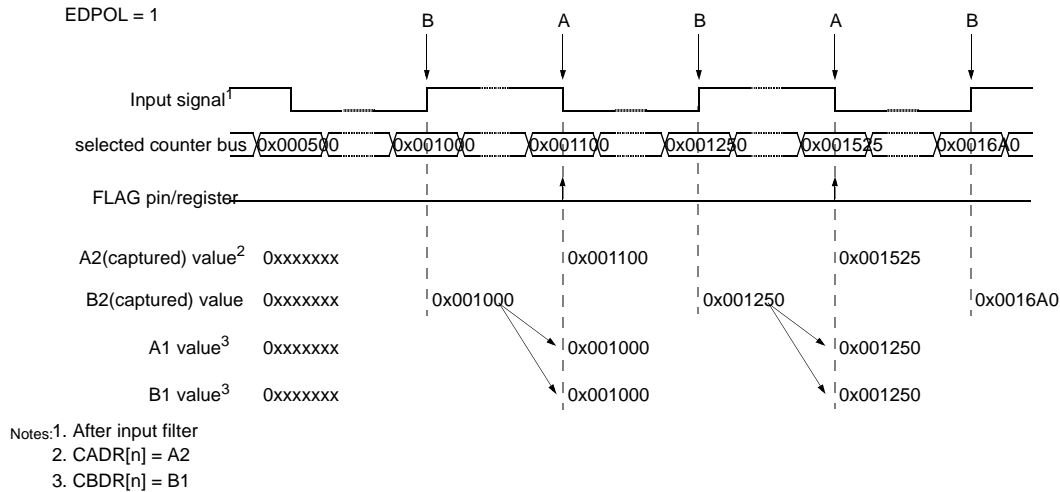 EDPOL = 1
B A B A B
Input signal1
selected counter bus 0x000500 0x001000 0x001100 0x001250 0x001525 0x0016A0
FLAG pin/register
A2(captured) value2 0xxxxxxx 0x001100 0x001525
B2(captured) value 0xxxxxxx 0x001000 0x001250 0x0016A0
A1 value3 0xxxxxxx 0x001000 0x001250
B1 value3 0xxxxxxx 0x001000 0x001250
Notes:1. After input filter
2. CADR[n] = A2
3. CBDR[n] = B1